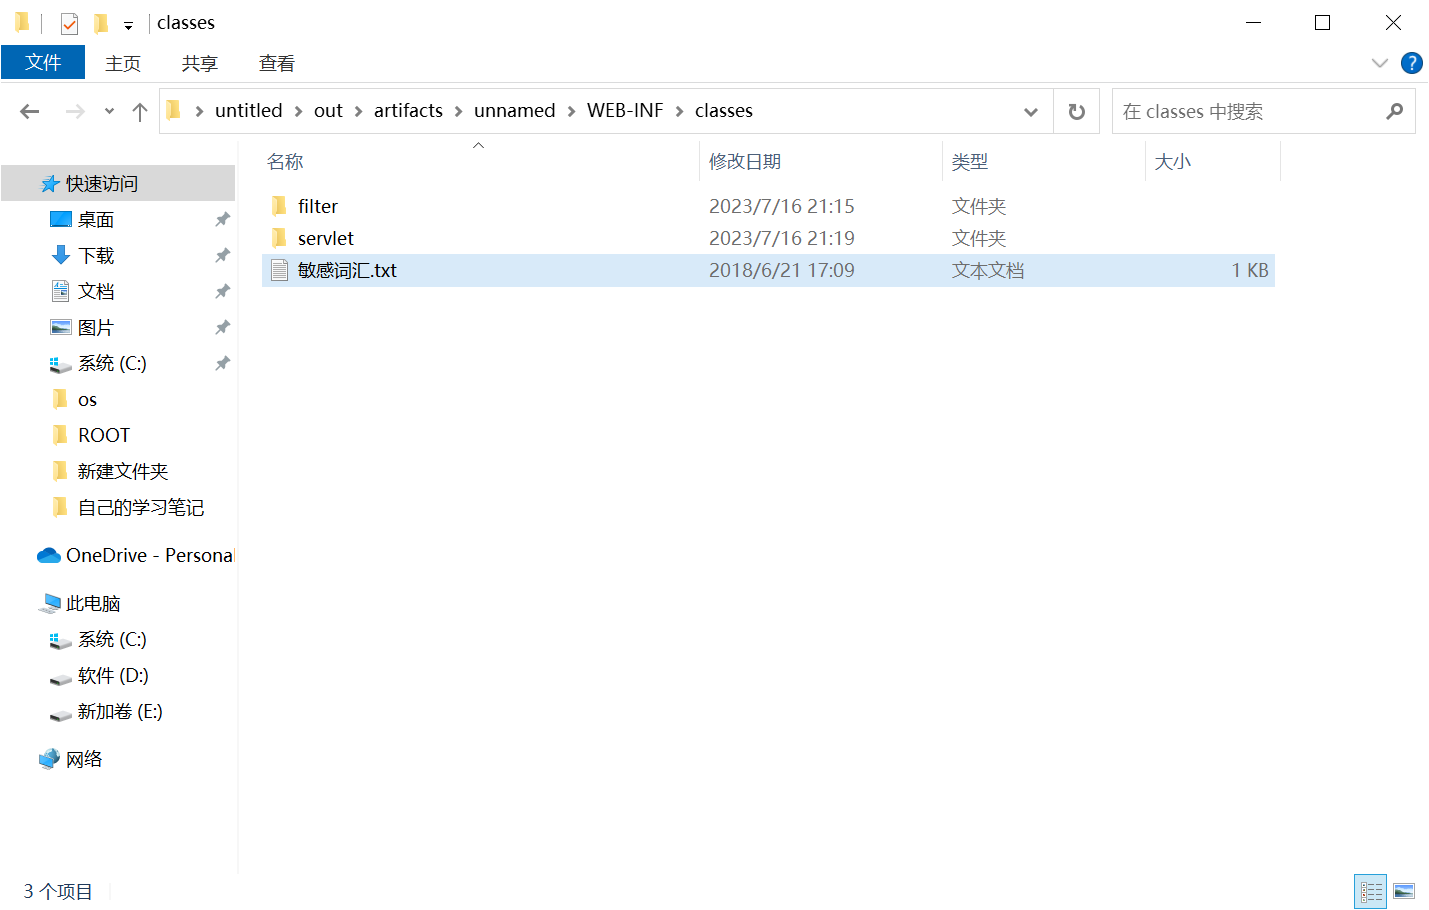 classes
文件 主页 共享 查看
untitled out artifacts unnamed WEB-INF classes
在 classes 中搜索
名称 修改日期 类型 大小
filter 2023/7/16 21:15 文件夹
servlet 2023/7/16 21:19 文件夹
敏感词汇.txt 2018/6/21 17:09 文本文档 1 KB
快速访问
桌面
下载
文档
图片
系统 (C:)
os
ROOT
新建文件夹
自己的学习笔记
OneDrive - Personal
此电脑
系统 (C:)
软件 (D:)
新加卷 (E:)
网络
3 个项目